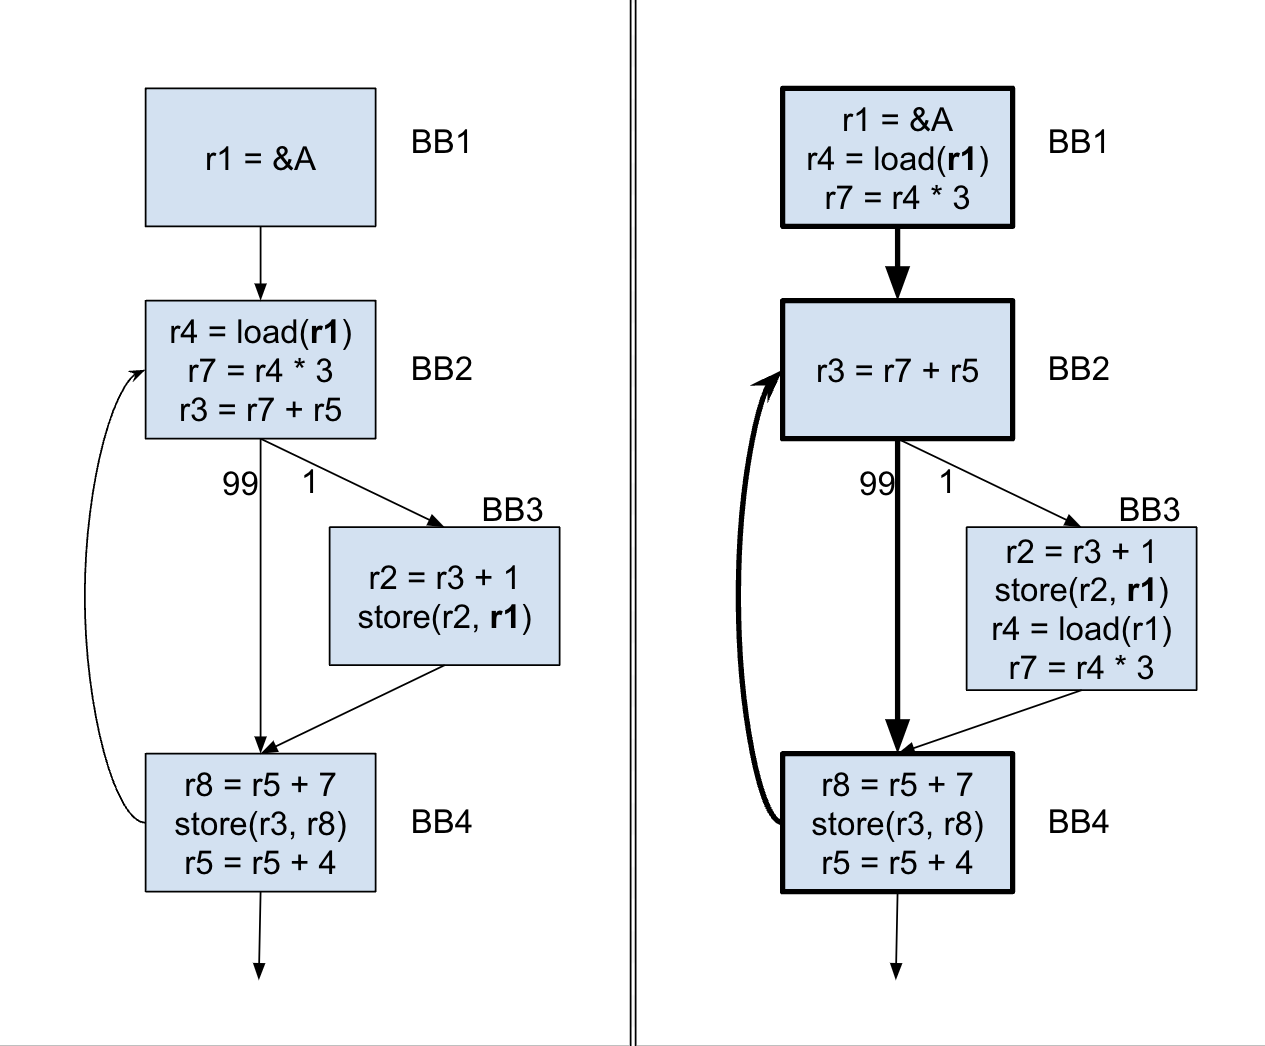 r1 = &A
BB1
r4 = load(r1)
r7 = r4 * 3
r3 = r7 + r5
BB2
99
1
BB3
r2 = r3 + 1
store(r2, r1)
r8 = r5 + 7
store(r3, r8)
r5 = r5 + 4
BB4
r1 = &A
r4 = load(r1)
r7 = r4 * 3
BB1
r3 = r7 + r5
BB2
99
1
BB3
r2 = r3 + 1
store(r2, r1)
r4 = load(r1)
r7 = r4 * 3
r8 = r5 + 7
store(r3, r8)
r5 = r5 + 4
BB4